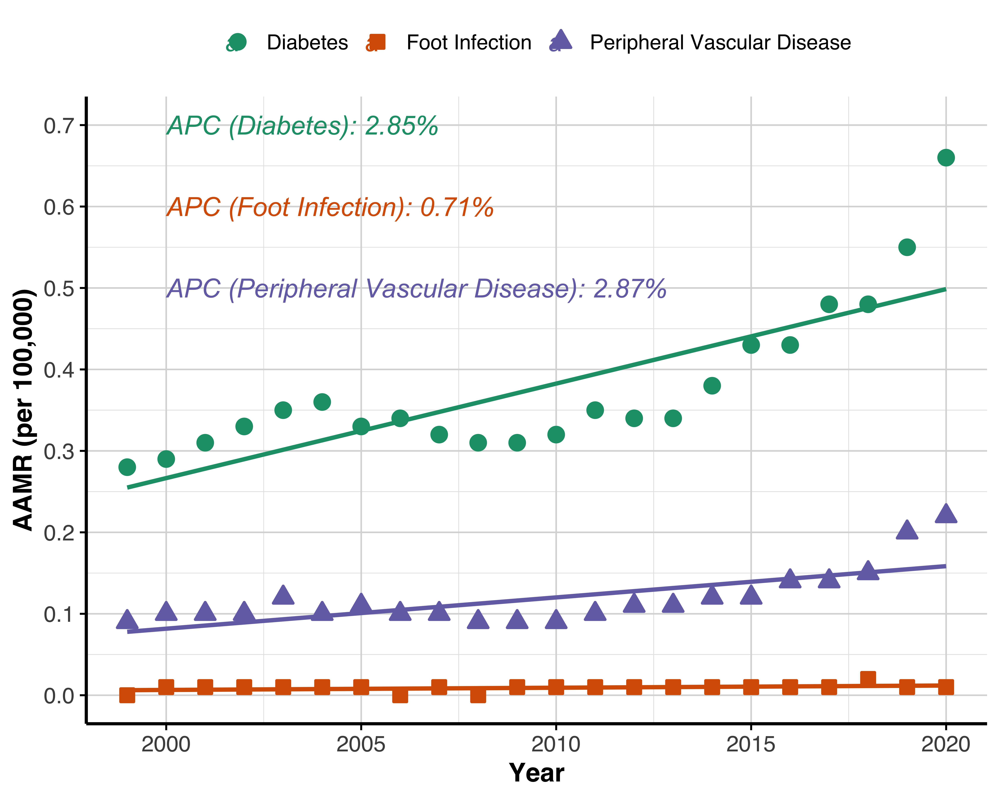 Diabetes Foot Infection Peripheral Vascular Disease
APC (Diabetes): 2.85%
APC (Foot Infection): 0.71%
APC (Peripheral Vascular Disease): 2.87%
AAMR (per 100,000)
0.7
0.6
0.5
0.4
0.3
0.2
0.1
0.0
2000 2005 2010 2015 2020
Year